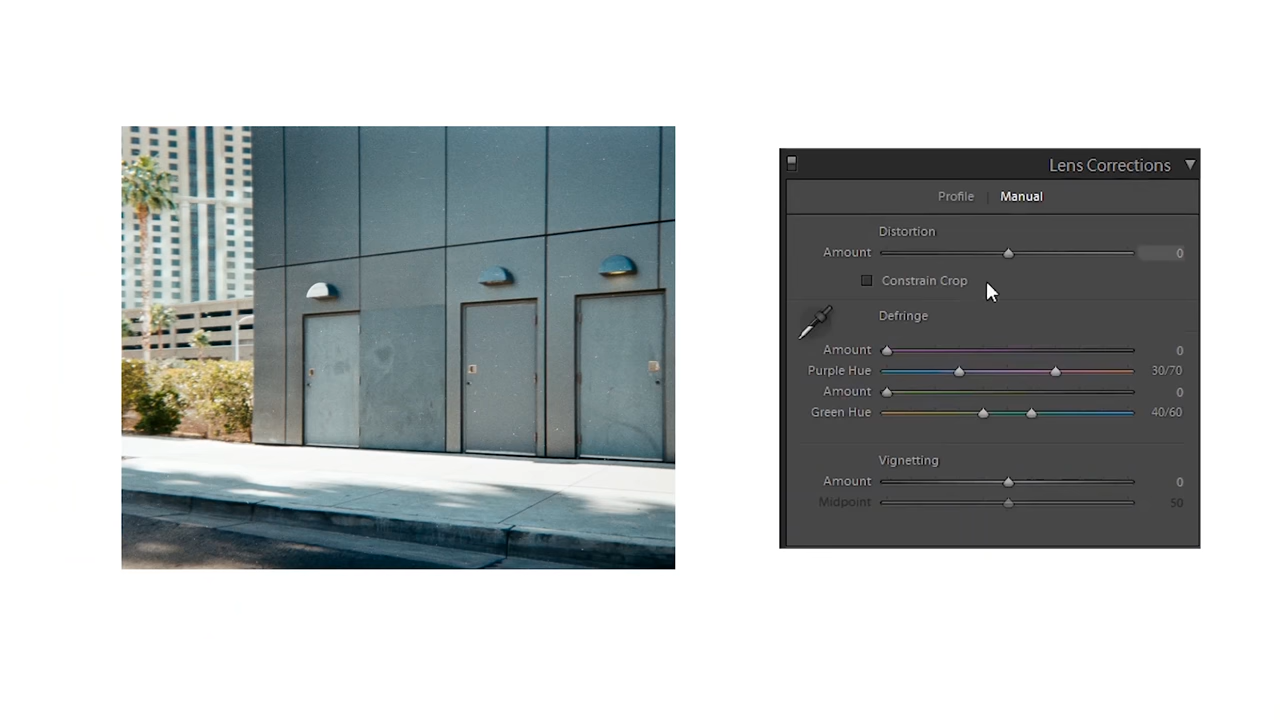 Lens Corrections
Profile | Manual
Distortion
Amount 0
Constrain Crop
Defringe
Amount 0
Purple Hue 30/70
Amount 0
Green Hue 40/60
Vignetting
Amount 0
Midpoint 50